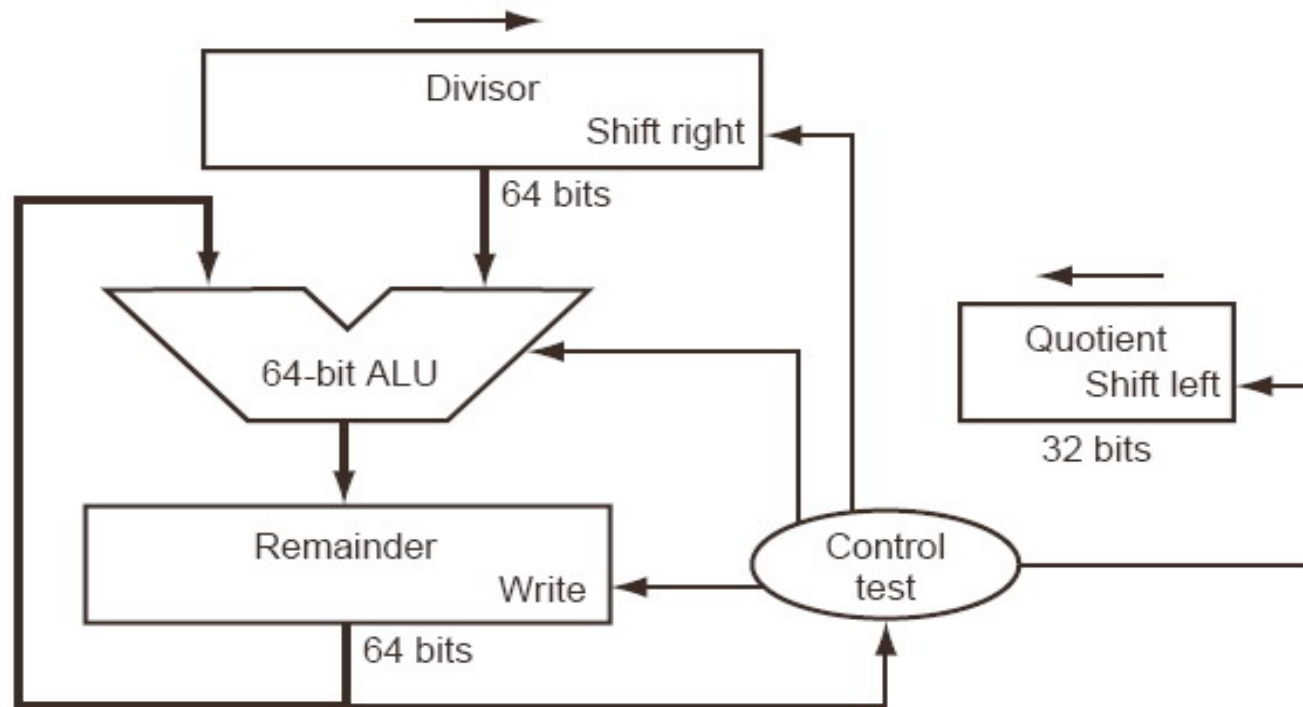 Divisor
Shift right
64 bits
64-bit ALU
Quotient
Shift left
32 bits
Remainder
Write
64 bits
Control
test